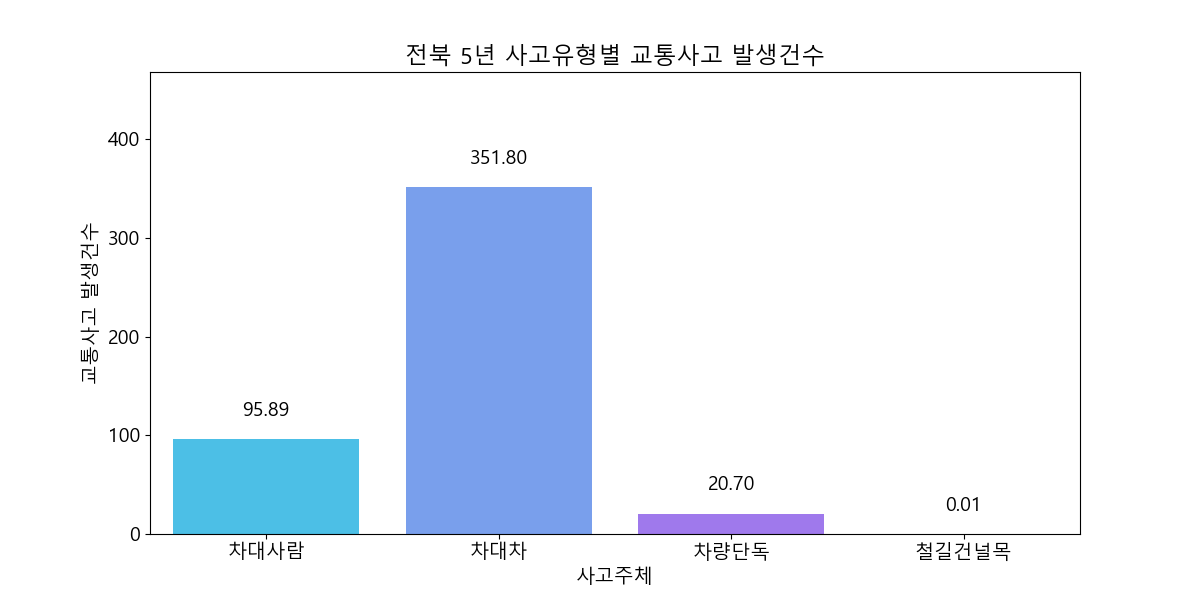 전북 5년 사고유형별 교통사고 발생건수
교통사고 발생건수
400
300
200
100
0
95.89
351.80
20.70
0.01
차대사람
차대차
차량단독
철길건널목
사고주체